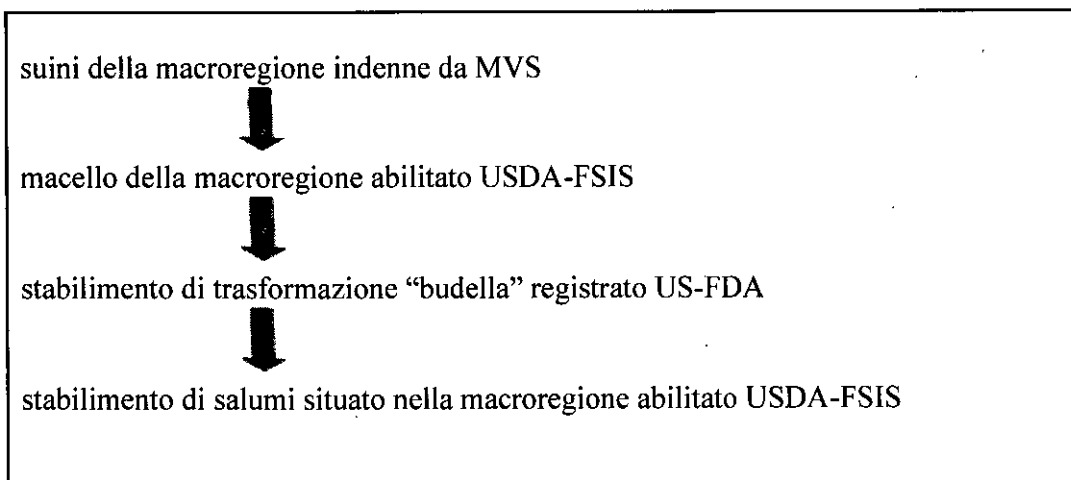 suini della macroregione indenne da MVS
macello della macroregione abilitato USDA-FSIS
stabilimento di trasformazione “budella” registrato US-FDA
stabilimento di salumi situato nella macroregione abilitato USDA-FSIS